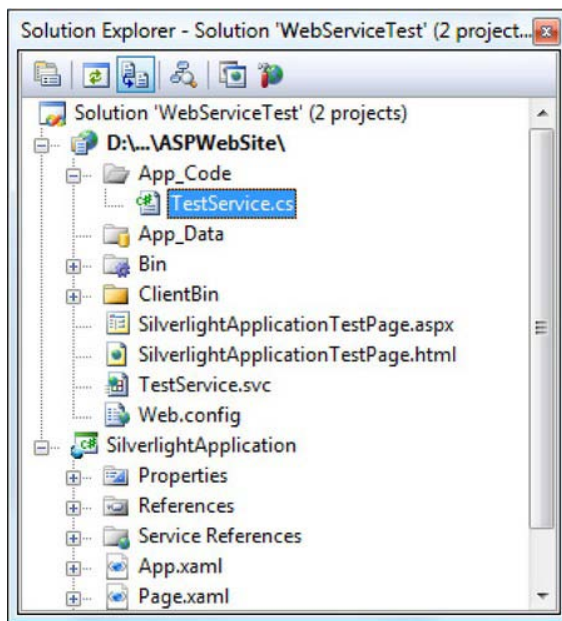 Solution Explorer - Solution 'WebServiceTest' (2 project...
Solution 'WebServiceTest' (2 projects)
D:\...\ASPWebSite\
App_Code
TestService.cs
App_Data
Bin
ClientBin
SilverlightApplicationTestPage.aspx
SilverlightApplicationTestPage.html
TestService.svc
Web.config
SilverlightApplication
Properties
References
Service References
App.xaml
Page.xaml